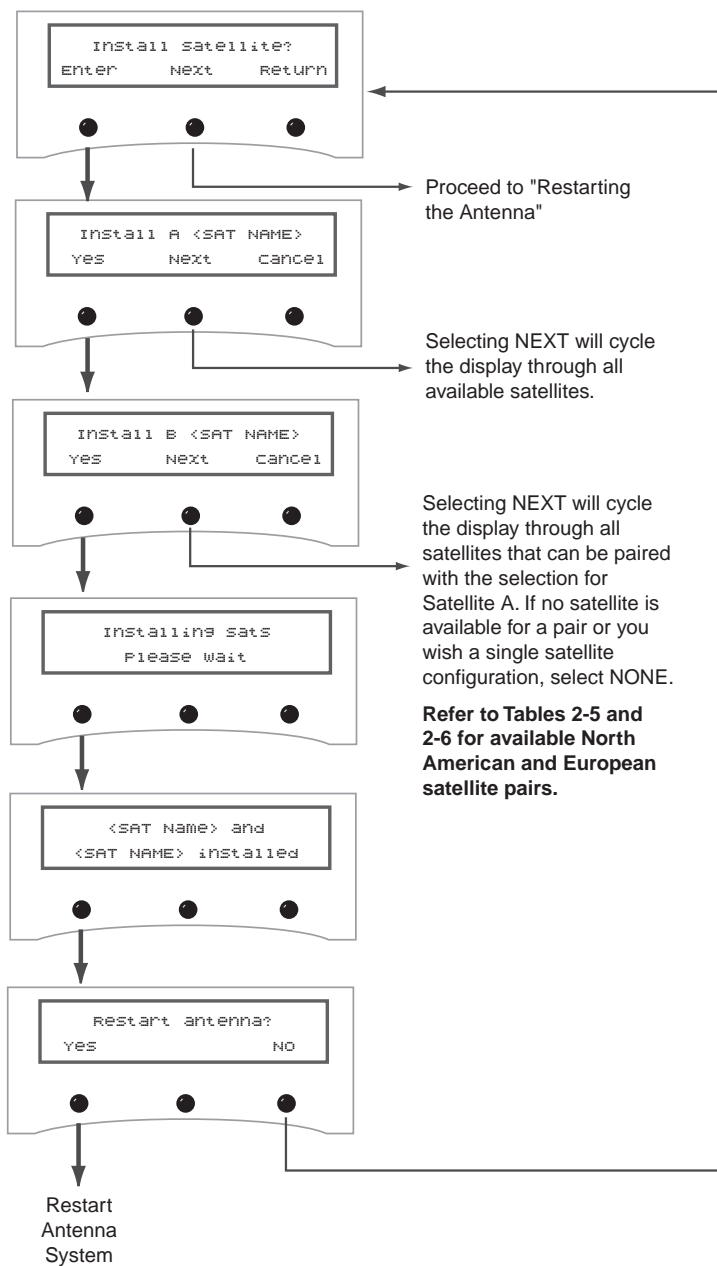 Install satellite?
Enter Next Return
Proceed to "Restarting
the Antenna"
Install A <SAT NAME>
Yes Next Cancel
Selecting NEXT will cycle
the display through all
available satellites.
Install B <SAT NAME>
Yes Next Cancel
Selecting NEXT will cycle
the display through all
satellites that can be paired
with the selection for
Satellite A. If no satellite is
available for a pair or you
wish a single satellite
configuration, select NONE.
Refer to Tables 2-5 and
2-6 for available North
American and European
satellite pairs.
Installing Sats
Please Wait
<SAT Name> and
<SAT NAME> installed
Restart antenna?
Yes No
Restart
Antenna
System